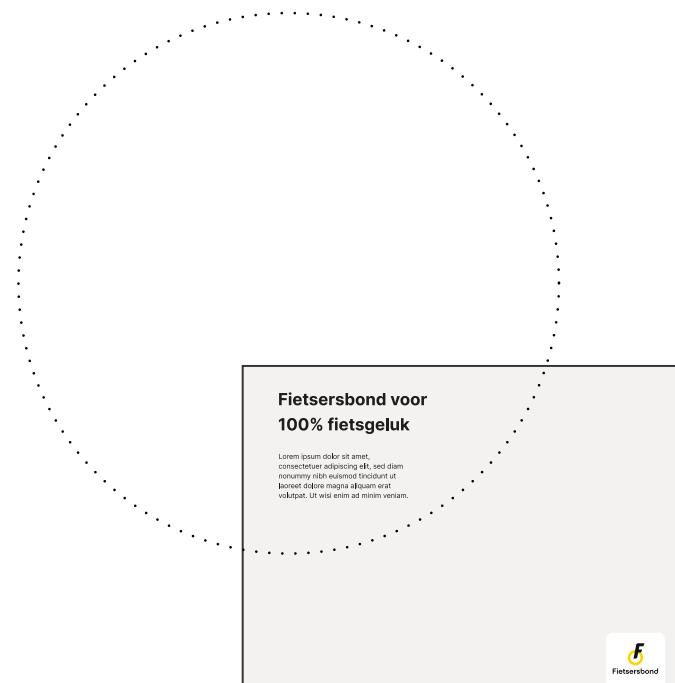 Fietsersbond voor
100% fietsgeluk
Lorem ipsum dolor sit amet,
consectetuer adipiscing elit, sed diam
nonummy nibh euismod tincidunt ut
laoreet dolore magna aliquam erat
volutpat. Ut wisi enim ad minim veniam.
Fietsersbond